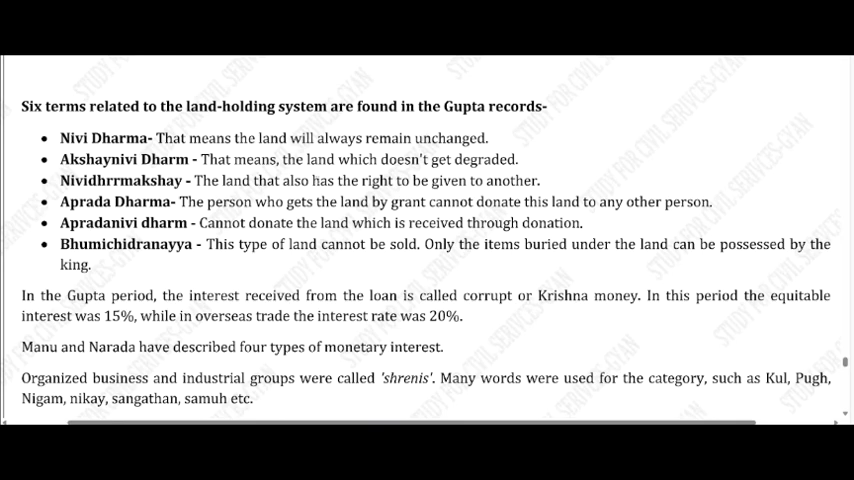 Six terms related to the land-holding system are found in the Gupta records-
• Nivi Dharma- That means the land will always remain unchanged.
• Akshaynivi Dharm - That means, the land which doesn't get degraded.
• Nividhrrmakshay - The land that also has the right to be given to another.
• Aprada Dharma- The person who gets the land by grant cannot donate this land to any other person.
• Apradanivi dharm - Cannot donate the land which is received through donation.
• Bhumichidranayya - This type of land cannot be sold. Only the items buried under the land can be possessed by the
king.
In the Gupta period, the interest received from the loan is called corrupt or Krishna money. In this period the equitable
interest was 15%, while in overseas trade the interest rate was 20%.
Manu and Narada have described four types of monetary interest.
Organized business and industrial groups were called 'shrenis'. Many words were used for the category, such as Kul, Pugh,
Nigam, nikay, sangathan, samuh etc.